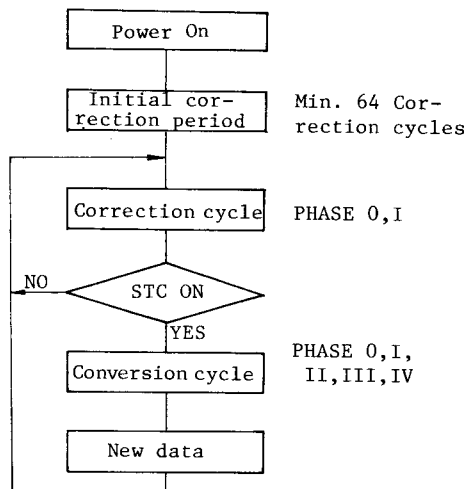 Power On
Initial cor-
rection period
Min. 64 Cor-
rection cycles
Correction cycle
PHASE 0,I
NO
STC ON
YES
Conversion cycle
PHASE 0,I,
II,III,IV
New data